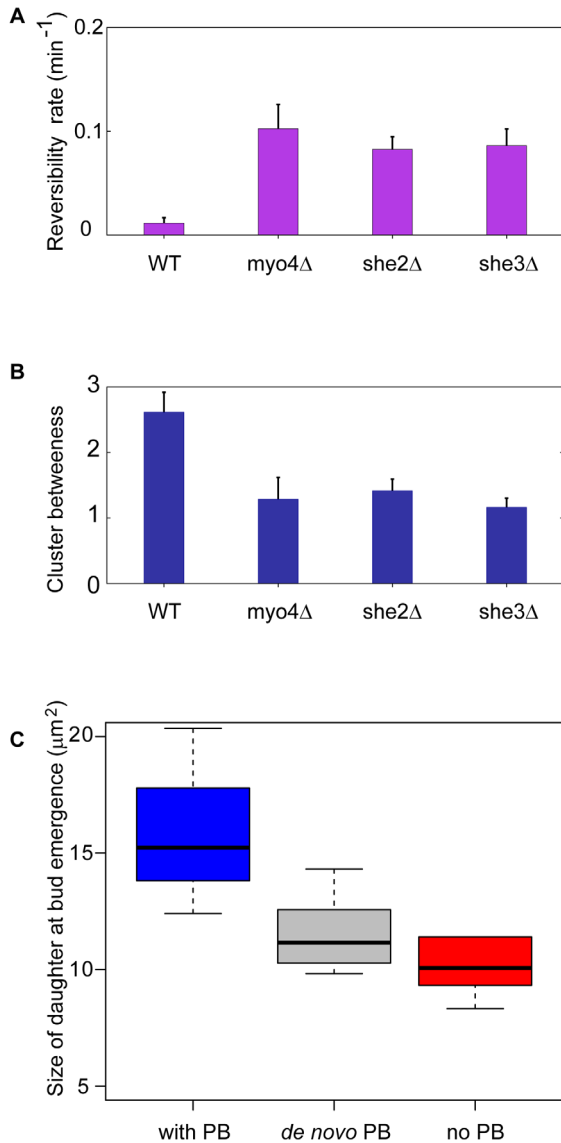 A
Reversibility rate (min⁻¹)
0.2
0.1
0
WT myo4Δ she2Δ she3Δ
B
Cluster betweeness
3
2
1
0
WT myo4Δ she2Δ she3Δ
C
Size of daughter at bud emergence (μm²)
20
15
10
5
with PB de novo PB no PB